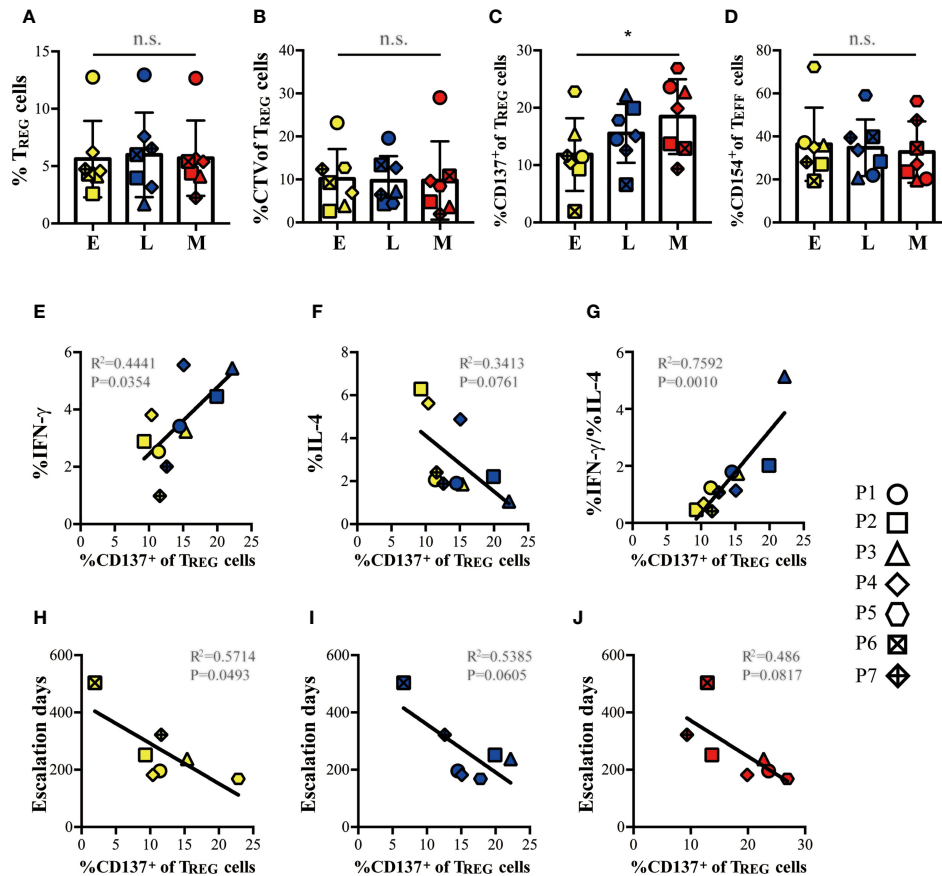 A
n.s.
% TREG cells
15
10
5
0
E L M
B
n.s.
%CTV of TREG cells
40
30
20
10
0
E L M
C
*
%CD137+ of TREG cells
30
20
10
0
E L M
D
n.s.
%CD154+ of TEFF cells
80
60
40
20
0
E L M
E
R2=0.4441
P=0.0354
%IFN-γ
6
4
2
0
0 5 10 15 20 25
%CD137+ of TREG cells
F
R2=0.3413
P=0.0761
%IL-4
8
6
4
2
0
0 5 10 15 20 25
%CD137+ of TREG cells
G
R2=0.7592
P=0.0010
%IFN-γ/%IL-4
6
4
2
0
0 5 10 15 20 25
%CD137+ of TREG cells
P1
P2
P3
P4
P5
P6
P7
H
R2=0.5714
P=0.0493
Escalation days
600
400
200
0
0 5 10 15 20 25
%CD137+ of TREG cells
I
R2=0.5385
P=0.0605
Escalation days
600
400
200
0
0 5 10 15 20 25
%CD137+ of TREG cells
J
R2=0.486
P=0.0817
Escalation days
600
400
200
0
0 10 20 30
%CD137+ of TREG cells